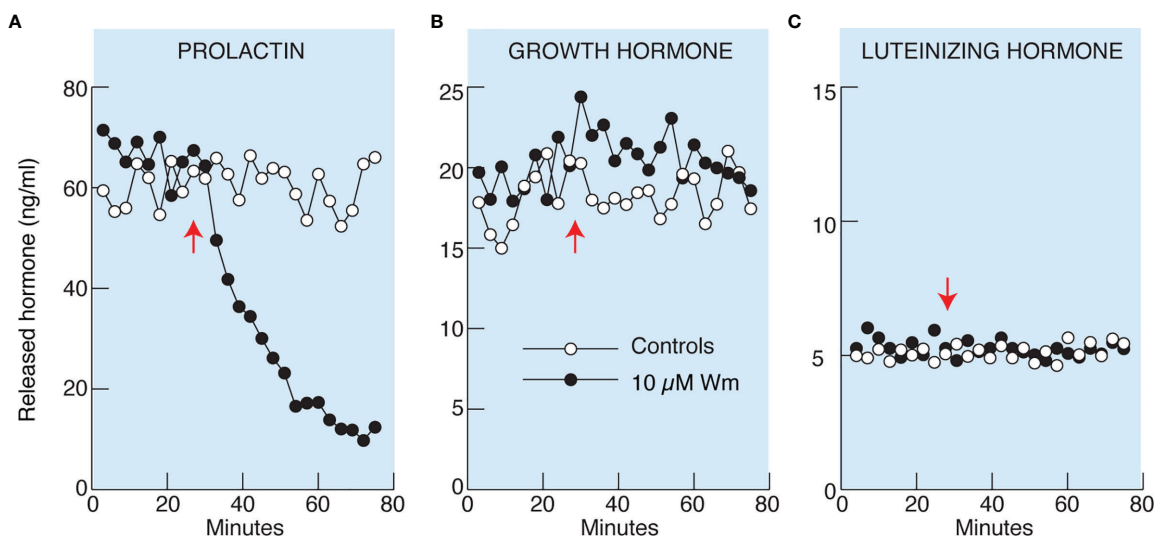 A
B
C
PROLACTIN
GROWTH HORMONE
LUTEINIZING HORMONE
Released hormone (ng/ml)
80
60
40
20
0
0
20
40
60
80
Minutes
25
20
25
15
10
5
0
0
20
40
60
80
Minutes
Controls
10 µM Wm
15
10
5
0
0
20
40
60
80
Minutes